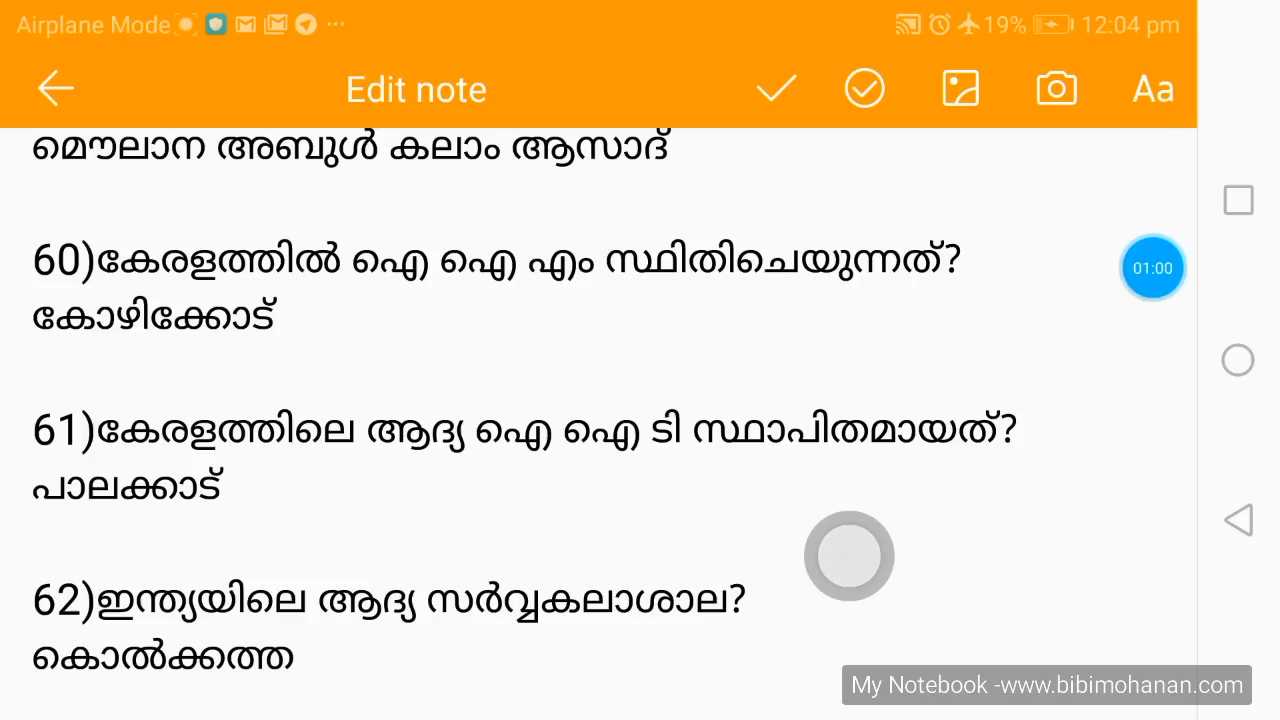 Airplane Mode ... 19% 12:04 pm
Edit note Aa
മൌലാന അബുൾ കലാം ആസാദ്
60)കേരളത്തിൽ ഐ ഐ എം സ്ഥിതിചെയുന്നത്?
01:00
കോഴിക്കോട്
61)കേരളത്തിലെ ആദ്യ ഐ ഐ ടി സ്ഥാപിതമായത്?
പാലക്കാട്
62)ഇന്ത്യയിലെ ആദ്യ സർവ്വകലാശാല?
കൊൽക്കത്ത
My Notebook -www.bibimohanan.com